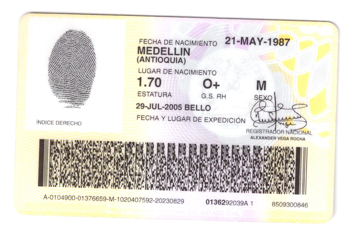 FECHA DE NACIMIENTO 21-MAY-1987
MEDELLIN
(ANTIOQUIA)
LUGAR DE NACIMIENTO
1.70 O+ M
ESTATURA G.S. RH SEXO
29-JUL-2005 BELLO
FECHA Y LUGAR DE EXPEDICIÓN
INDICE DERECHO
REGISTRADOR NACIONAL
ALEXANDER VEGA ROCHA
A-0104900-01376659-M-1020407592-20230829 0136292039A 1 8509300846